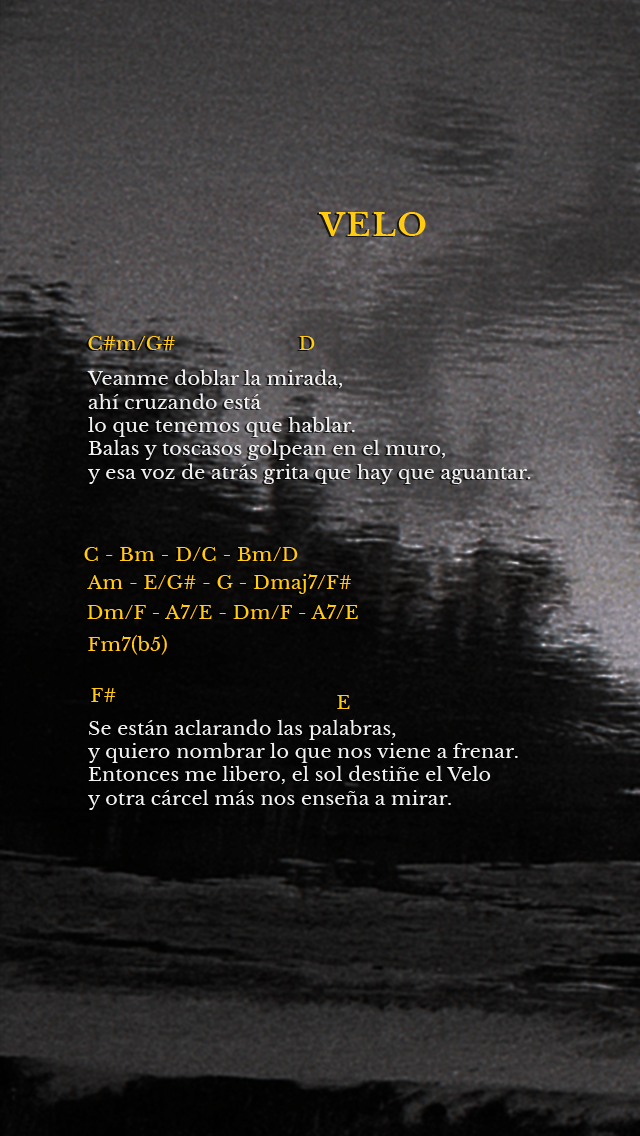 VELO
C#m/G# D
Veanme doblar la mirada,
ahí cruzando está
lo que tenemos que hablar.
Balas y toscasos golpean en el muro,
y esa voz de atrás grita que hay que aguantar.
C - Bm - D/C - Bm/D
Am - E/G# - G - Dmaj7/F#
Dm/F - A7/E - Dm/F - A7/E
Fm7(b5)
F# E
Se están aclarando las palabras,
y quiero nombrar lo que nos viene a frenar.
Entonces me libero, el sol destiñe el Velo
y otra cárcel más nos enseña a mirar.